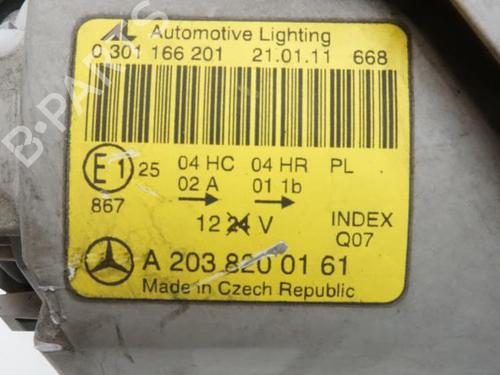 AL Automotive Lighting
0 301 166 201 21.01.11 668
E1 25 04 HC 04 HR PL
02 A 01 1b
867
12 24 V INDEX
Q07
A 203 820 01 61
Made in Czech Republic
B-PARTS